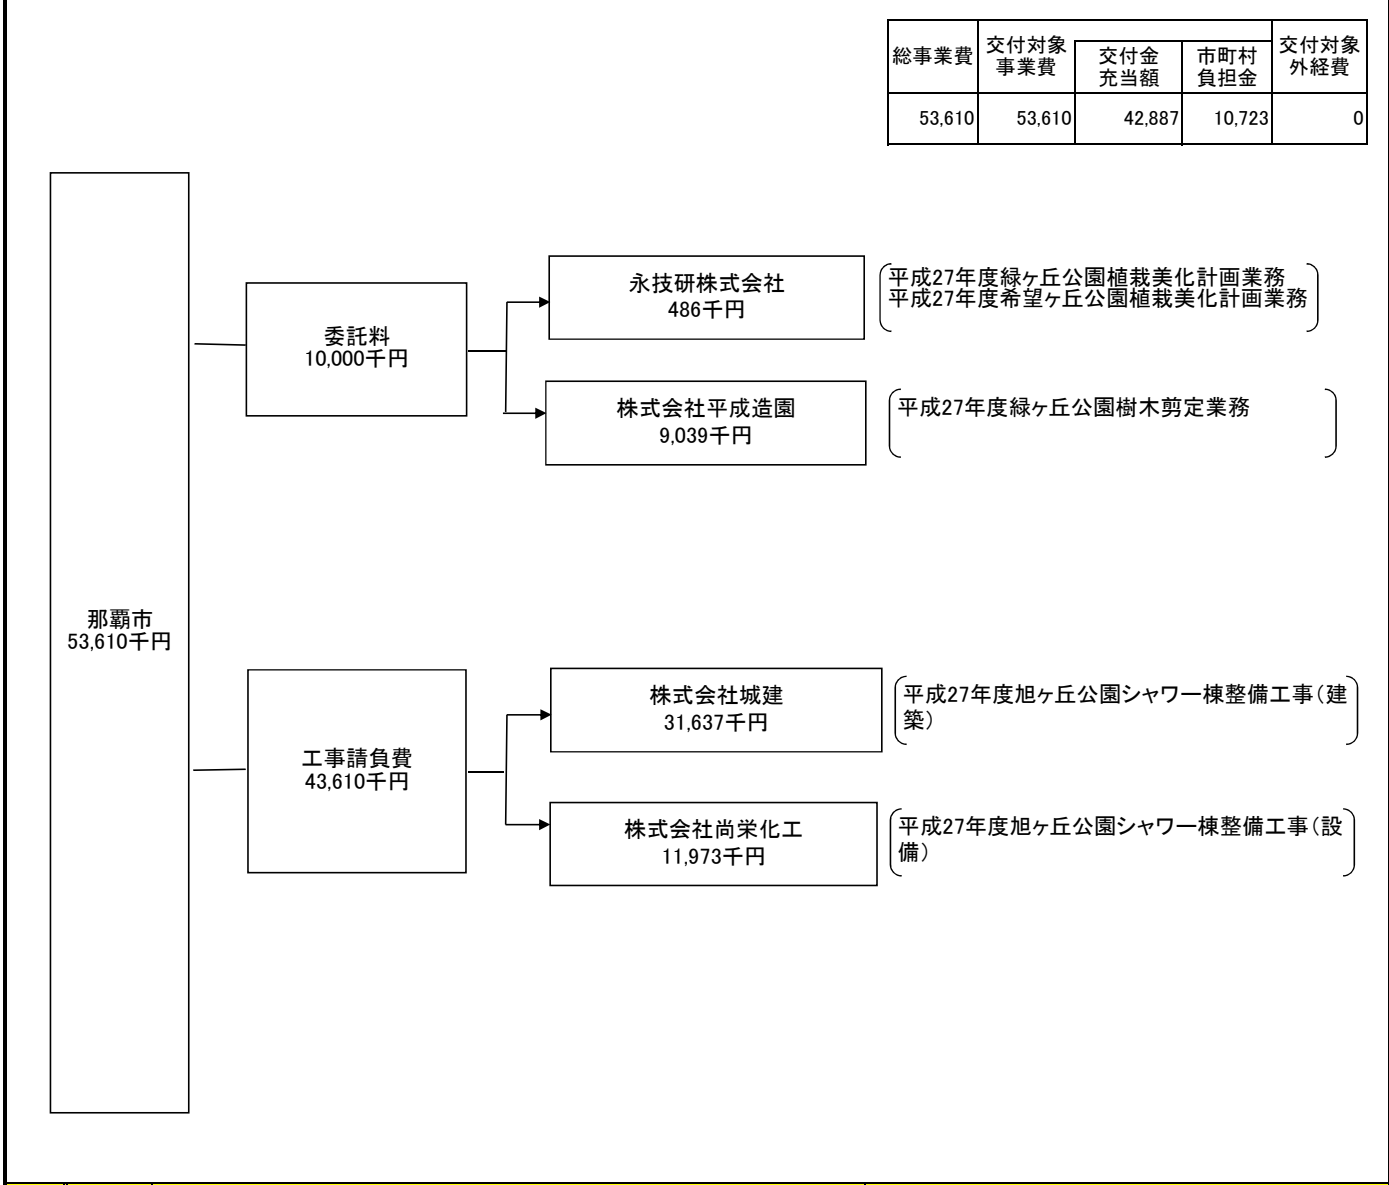 総事業費
交付対象
事業費
交付金
充当額
市町村
負担金
交付対象
外経費
53,610
53,610
42,887
10,723
0
那覇市
53,610千円
委託料
10,000千円
永技研株式会社
486千円
平成27年度緑ヶ丘公園植栽美化計画業務
平成27年度希望ヶ丘公園植栽美化計画業務
株式会社平成造園
9,039千円
平成27年度緑ヶ丘公園樹木剪定業務
工事請負費
43,610千円
株式会社城建
31,637千円
平成27年度旭ヶ丘公園シャワー棟整備工事（建
築）
株式会社尚栄化工
11,973千円
平成27年度旭ヶ丘公園シャワー棟整備工事（設
備）